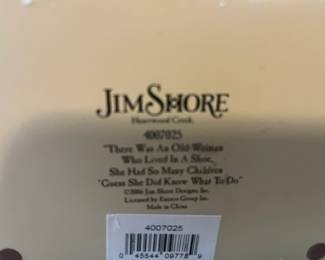 JIM SHORE
Heartwood Creek
4007025
"There Was An Old Woman
Who Lived In A Shoe,
She Had So Many Children
"Guess She Did Know What To Do"
©2006 Jim Shore Designs, Inc.
Licensed by Enesco Group Inc.
Made in China
4007025
0 45544 09778 9